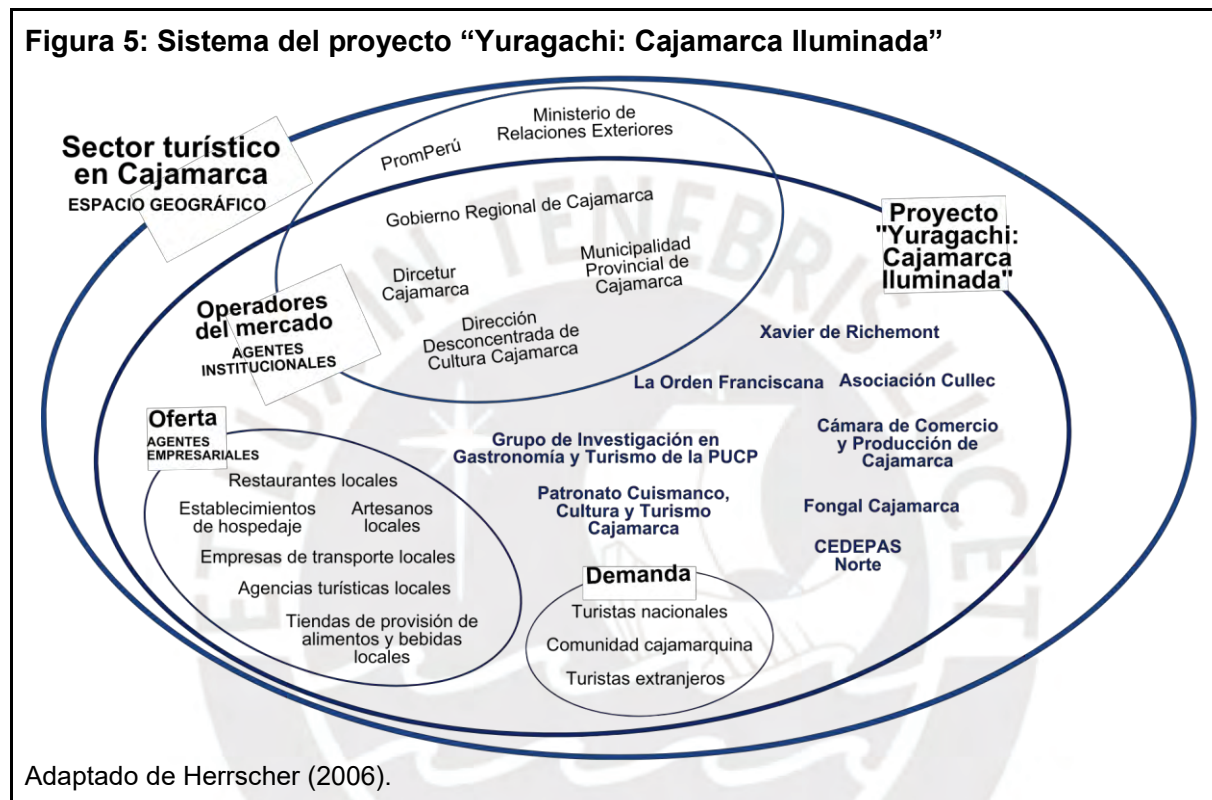 Figura 5: Sistema del proyecto “Yuragachi: Cajamarca Iluminada”
Sector turístico
en Cajamarca
ESPACIO GEOGRÁFICO
Ministerio de
Relaciones Exteriores
PromPerú
Gobierno Regional de Cajamarca
Dircetur
Cajamarca
Municipalidad
Provincial de
Cajamarca
Dirección
Desconcentrada de
Cultura Cajamarca
Operadores
del mercado
AGENTES
INSTITUCIONALES
Proyecto
"Yuragachi:
Cajamarca
Iluminada"
Xavier de Richemont
La Orden Franciscana
Asociación Cullec
Grupo de Investigación en
Gastronomía y Turismo de la PUCP
Cámara de Comercio
y Producción de
Cajamarca
Patronato Cuismanco,
Cultura y Turismo
Cajamarca
Fongal Cajamarca
CEDEPAS
Norte
Oferta
AGENTES
EMPRESARIALES
Restaurantes locales
Establecimientos
de hospedaje
Artesanos
locales
Empresas de transporte locales
Agencias turísticas locales
Tiendas de provisión de
alimentos y bebidas
locales
Demanda
Turistas nacionales
Comunidad cajamarquina
Turistas extranjeros
ET LUX IN TENEBRIS LUCET
Adaptado de Herrscher (2006).